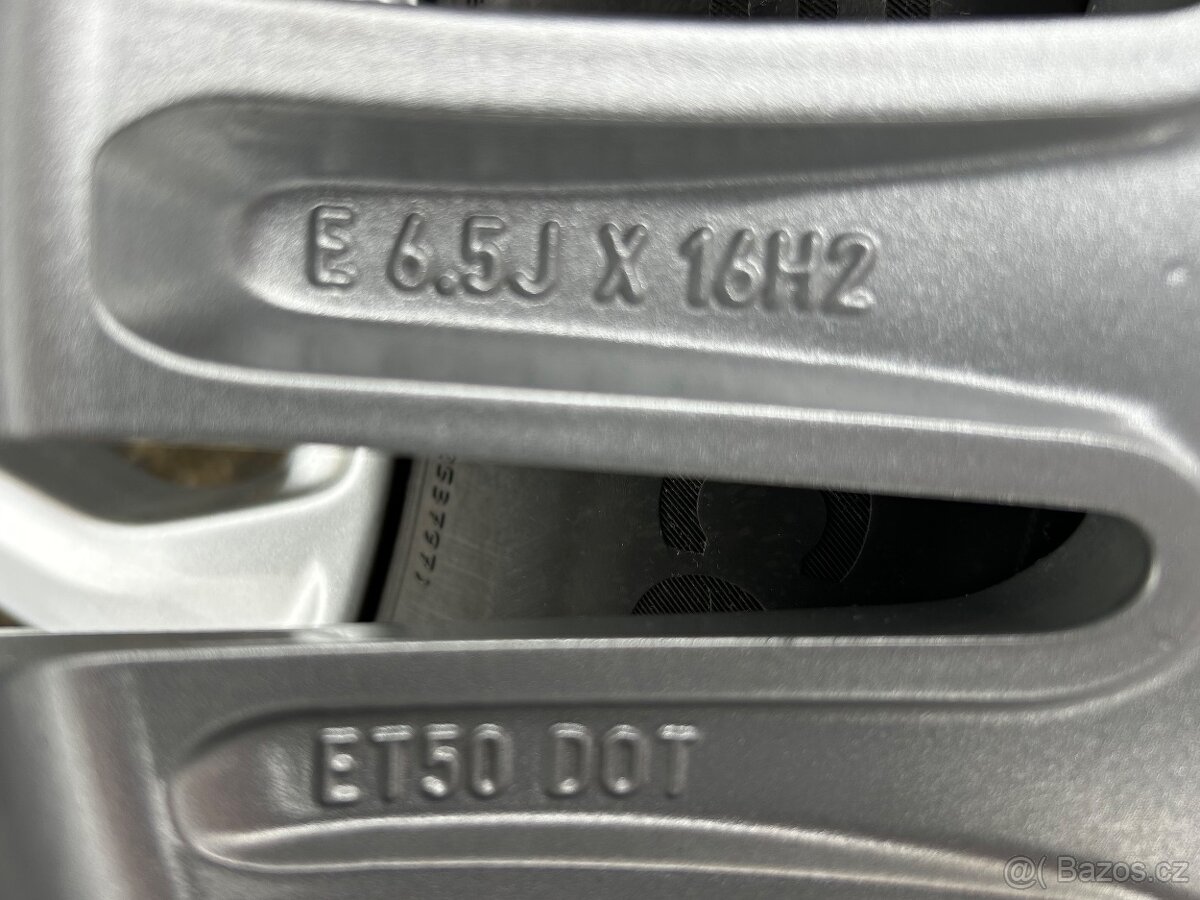 E 6.5J X 16H2
ET50 DOT
@( Bazos.cz